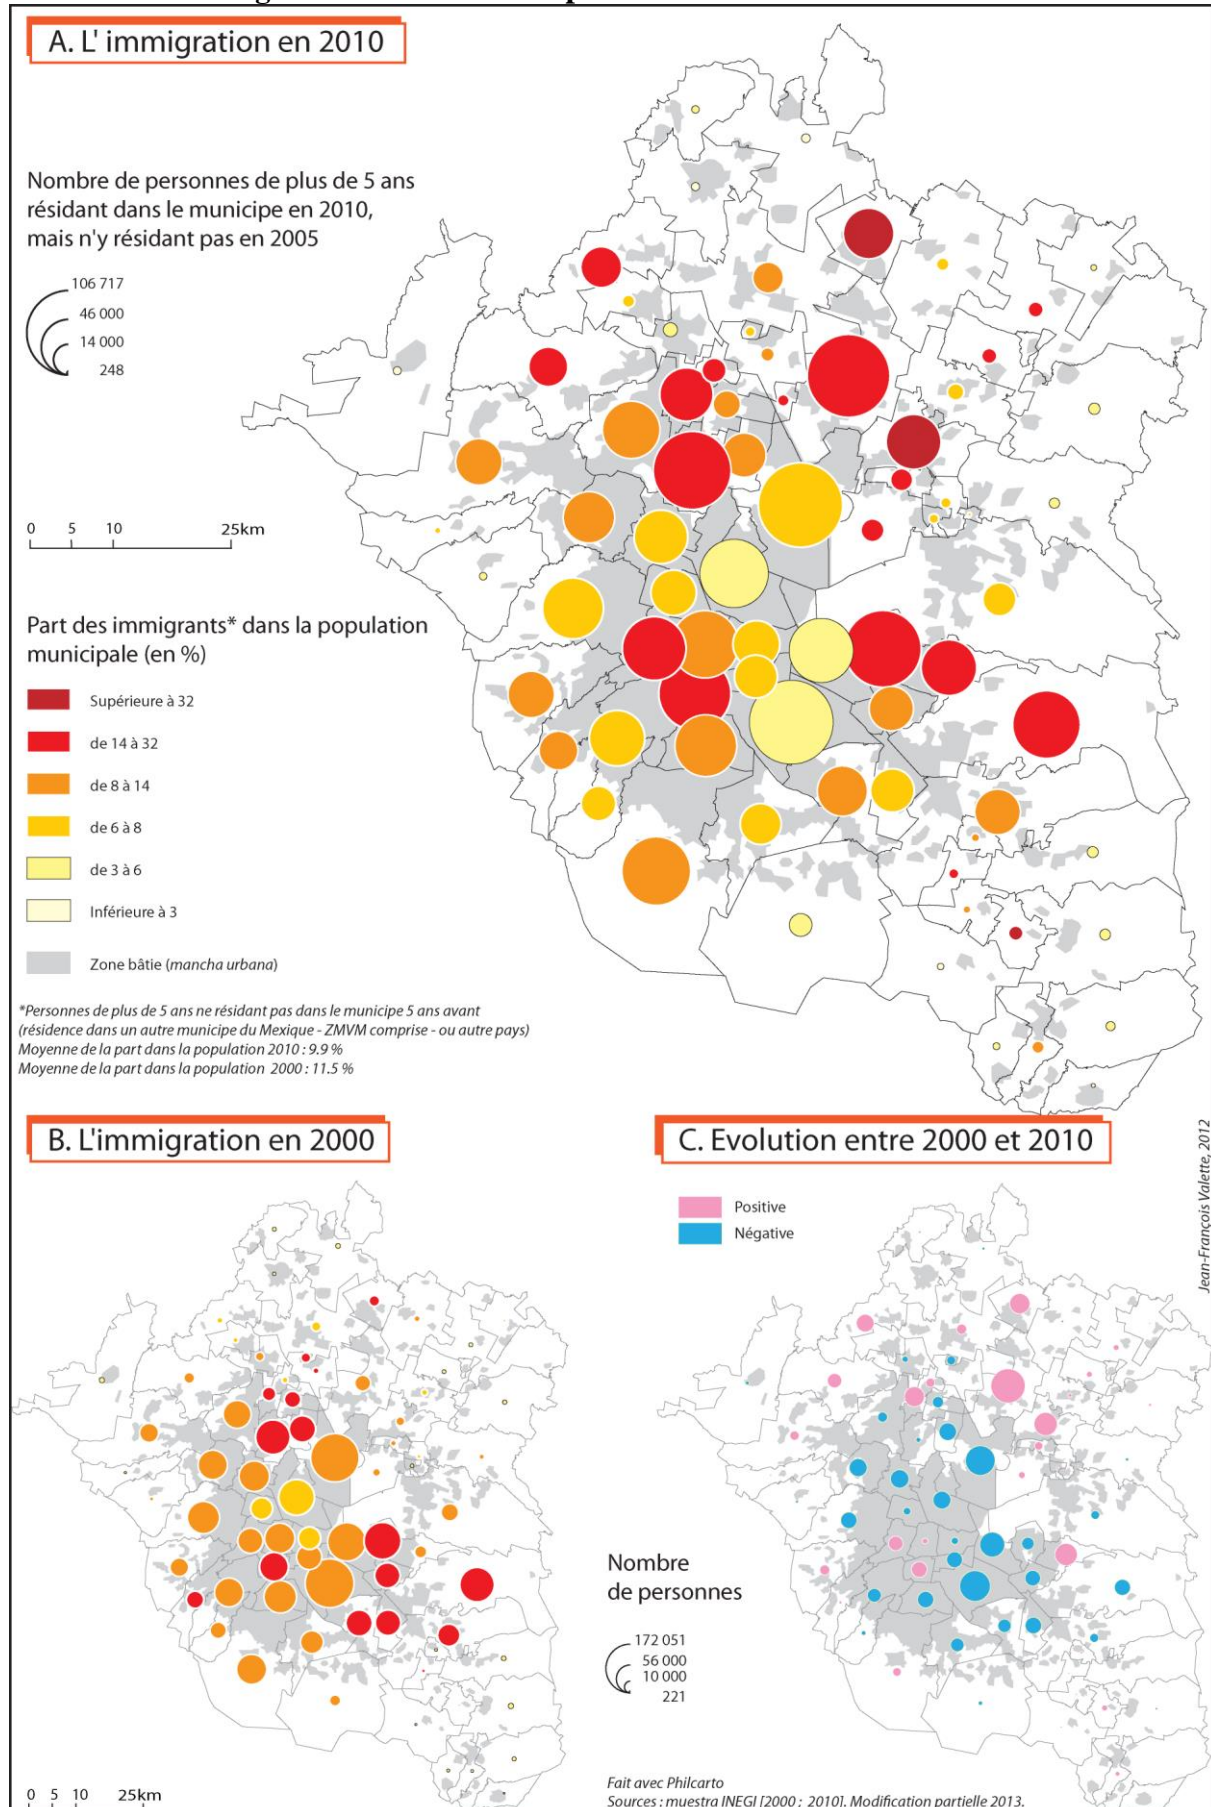 A. L' immigration en 2010
Nombre de personnes de plus de 5 ans
résidant dans le municipe en 2010,
mais n'y résidant pas en 2005
106 717
46 000
14 000
248
0 5 10 25km
Part des immigrants* dans la population
municipale (en %)
Supérieure à 32
de 14 à 32
de 8 à 14
de 6 à 8
de 3 à 6
Inférieure à 3
Zone bâtie (mancha urbana)
*Personnes de plus de 5 ans ne résidant pas dans le municipe 5 ans avant
(résidence dans un autre municipe du Mexique - ZMVM comprise - ou autre pays)
Moyenne de la part dans la population 2010 : 9.9 %
Moyenne de la part dans la population 2000 : 11.5 %
B. L'immigration en 2000
0 5 10 25km
C. Evolution entre 2000 et 2010
Positive
Négative
Nombre
de personnes
172 051
56 000
10 000
221
Jean-François Valette, 2012
Fait avec Philcarto
Sources : muestra INEGI [2000 ; 2010]. Modification partielle 2013.